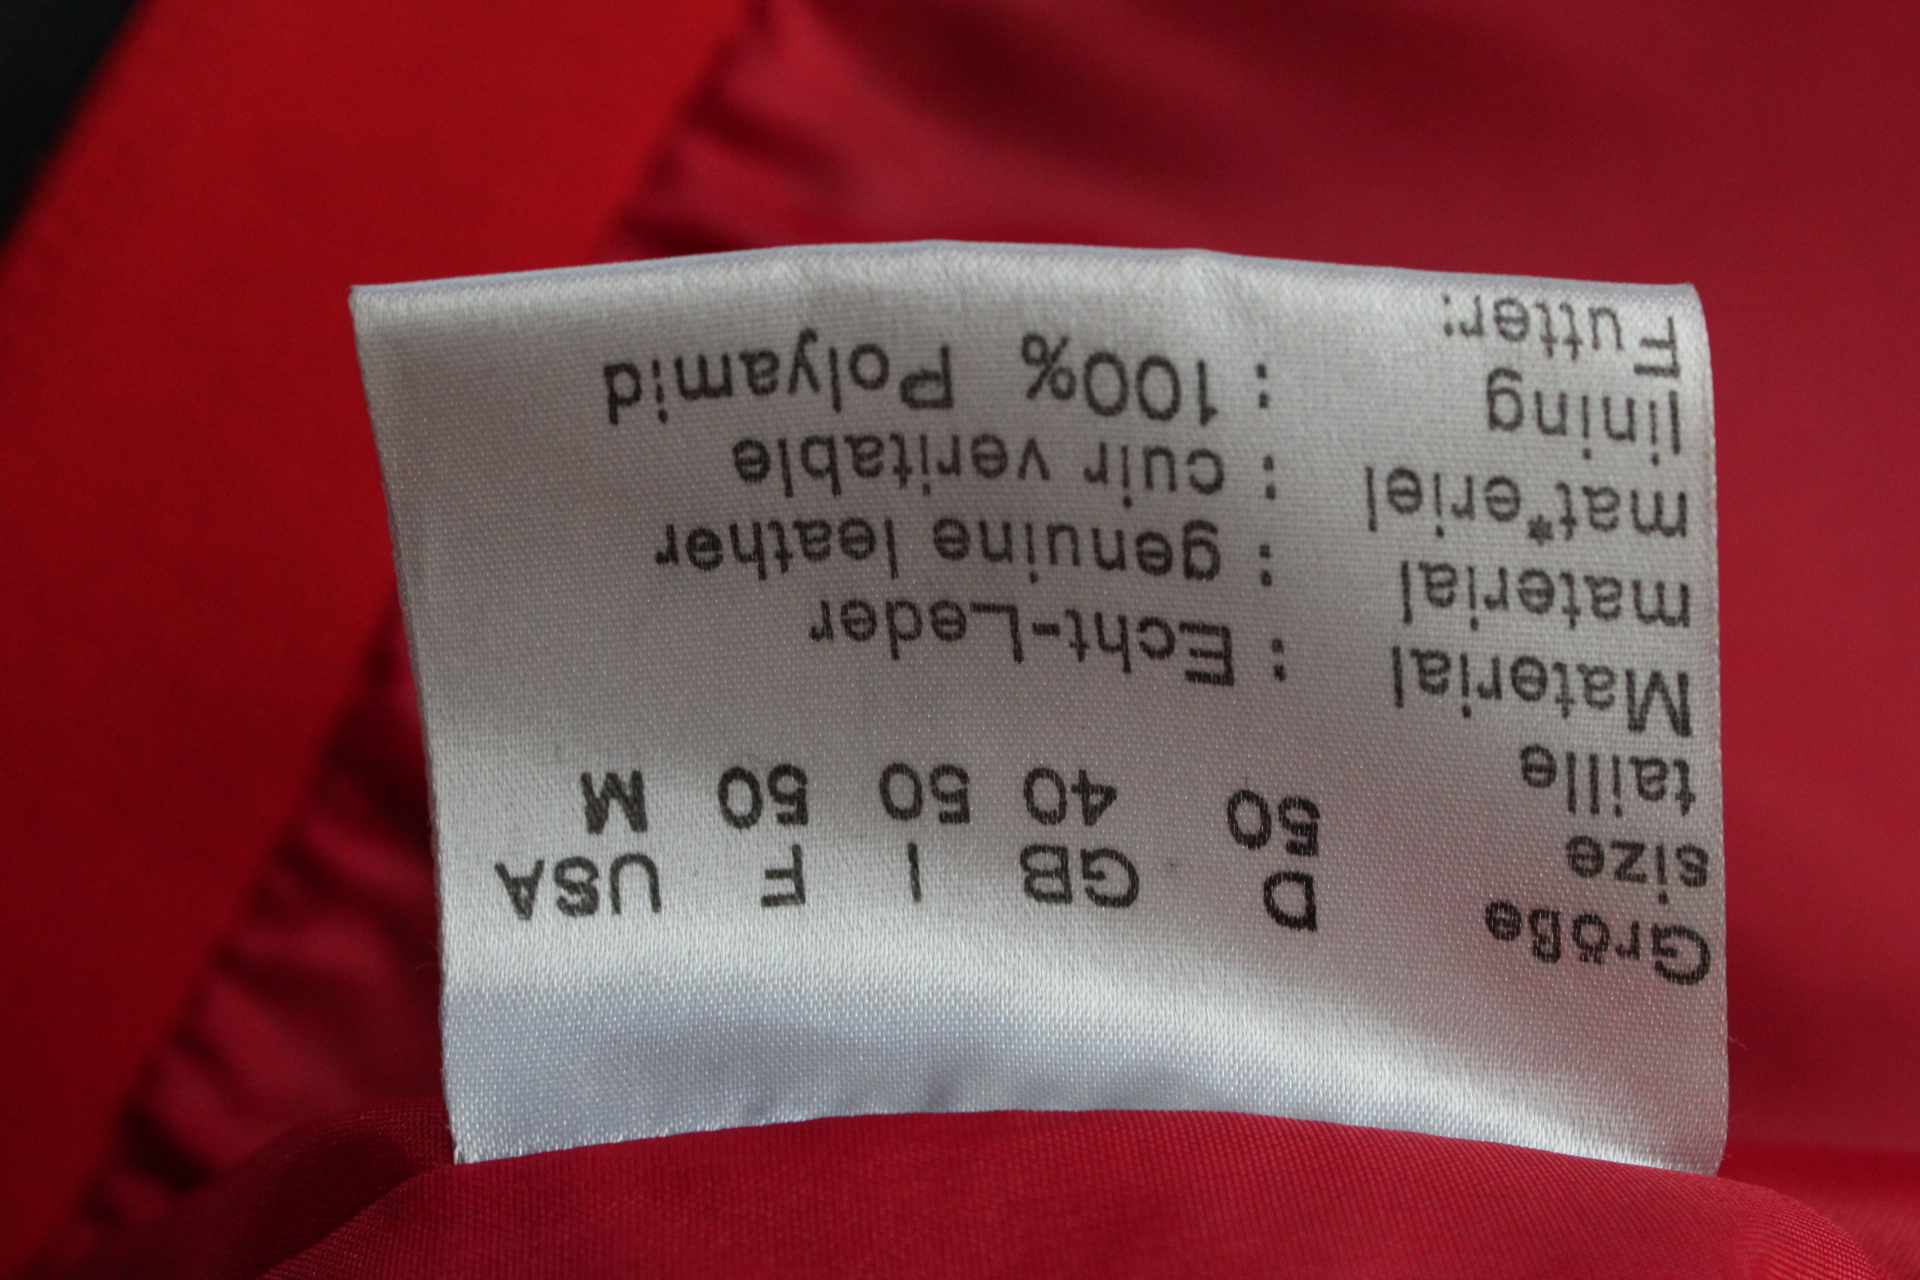 Größe D GB I F USA
size 50 40 50 50 M
taille
Material : Echt-Leder
material : genuine leather
mat*eriel : cuir veritable
lining : 100% Polyamid
Futter: